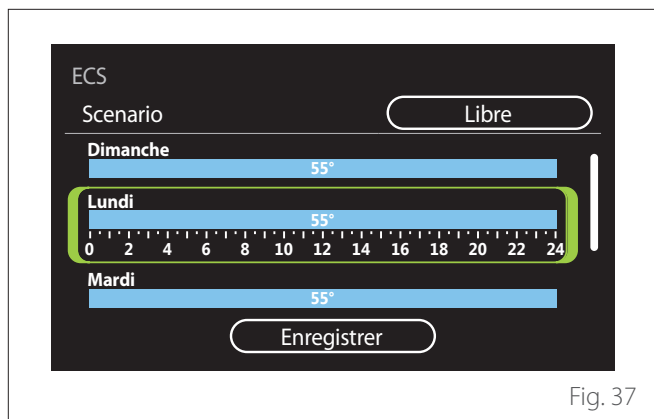 ECS
Scenario Libre
Dimanche
55°
Lundi
55°
0 2 4 6 8 10 12 14 16 18 20 22 24
Mardi
55°
Enregistrer
Fig. 37